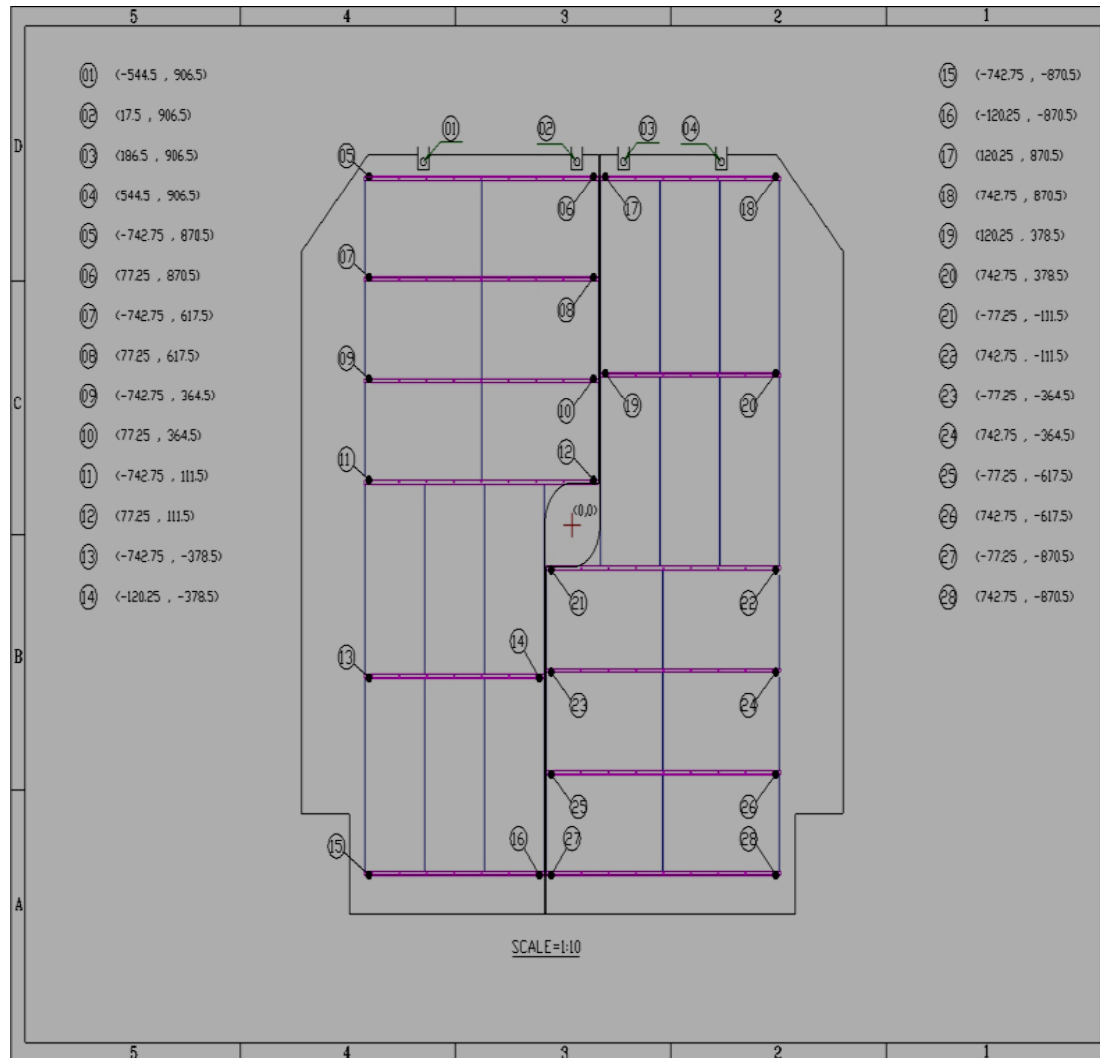 5 4 3 2 1
01 (-544.5 , 906.5)
02 (17.5 , 906.5)
03 (186.5 , 906.5)
04 (544.5 , 906.5)
05 (-742.75 , 870.5)
06 (77.25 , 870.5)
07 (-742.75 , 617.5)
08 (77.25 , 617.5)
09 (-742.75 , 364.5)
10 (77.25 , 364.5)
11 (-742.75 , 111.5)
12 (77.25 , 111.5)
13 (-742.75 , -378.5)
14 (-120.25 , -378.5)
15 (-742.75 , -870.5)
16 (-120.25 , -870.5)
17 (120.25 , 870.5)
18 (742.75 , 870.5)
19 (120.25 , 378.5)
20 (742.75 , 378.5)
21 (-77.25 , -111.5)
22 (742.75 , -111.5)
23 (-77.25 , -364.5)
24 (742.75 , -364.5)
25 (-77.25 , -617.5)
26 (742.75 , -617.5)
27 (-77.25 , -870.5)
28 (742.75 , -870.5)
D
C
B
A
01 02 03 04
05
06 17 18
07
08
09
10 19 20
11 12
(0,0)
21 22
14
13
23 24
25 26
15 16 27 28
SCALE=1:10
5 4 3 2 1